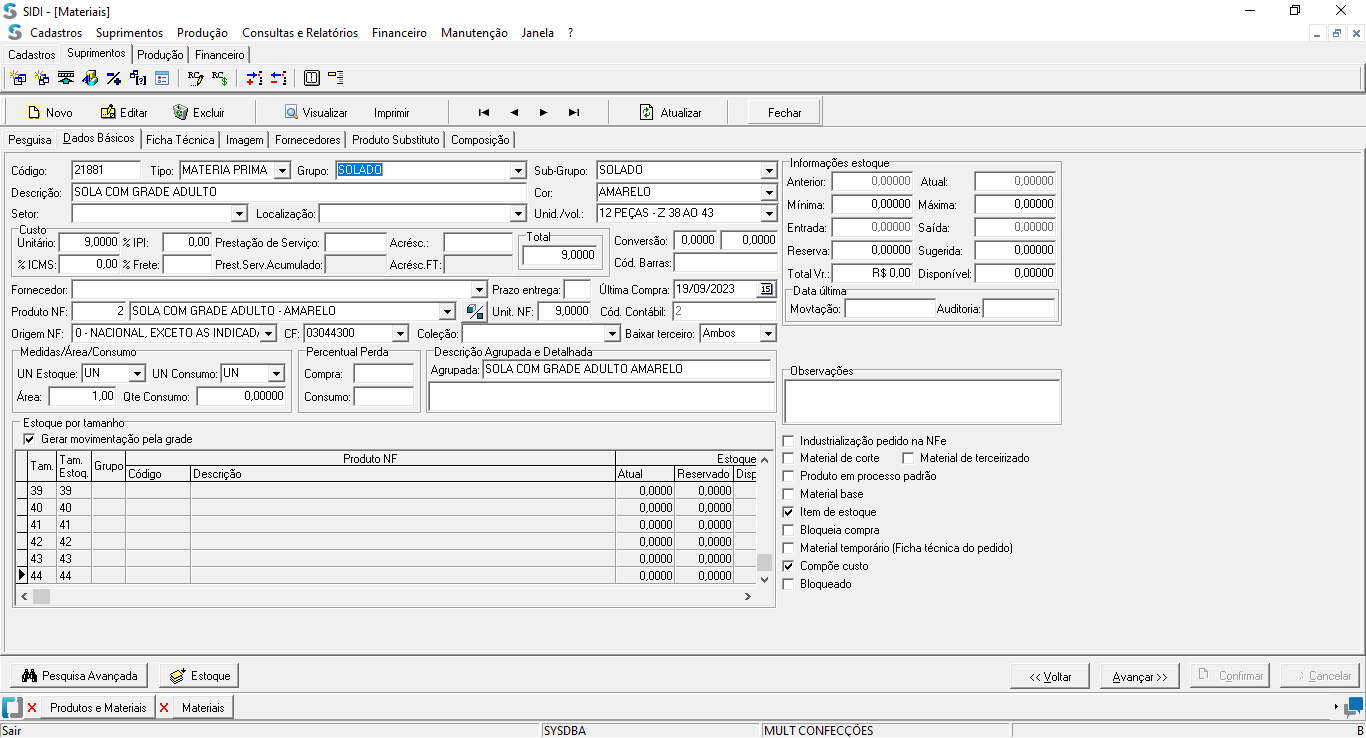 SIDI - [Materiais]
Cadastros Suprimentos Produção Consultas e Relatórios Financeiro Manutenção Janela ?
Cadastros Suprimentos Produção Financeiro
Novo Editar Excluir Visualizar Imprimir Atualizar Fechar
Pesquisa Dados Básicos Ficha Técnica Imagem Fornecedores Produto Substituto Composição
Código: 21881 Tipo: MATERIA PRIMA Grupo: SOLADO Sub-Grupo: SOLADO
Descrição: SOLA COM GRADE ADULTO Cor: AMARELO
Setor: Localização: Unid./vol.: 12 PEÇAS - Z 38 AO 43
Custo
Unitário: 9,0000 % IPI: 0,00 Prestação de Serviço: Acrésc.: Total 9,0000 Conversão: 0,0000 0,0000
% ICMS: 0,00 % Frete: Prest.Serv.Acumulado: Acrésc.FT: Cód. Barras:
Fornecedor: Prazo entrega: Última Compra: 19/09/2023 15
Produto NF: 2 SOLA COM GRADE ADULTO - AMARELO Unit. NF: 9,0000 Cód. Contábil: 2
Origem NF: 0 - NACIONAL, EXCETO AS INDICADA CF: 03044300 Coleção: Baixar terceiro: Ambos
Informações estoque
Anterior: 0,00000 Atual: 0,00000
Mínima: 0,00000 Máxima: 0,00000
Entrada: 0,00000 Saída: 0,00000
Reserva: 0,00000 Sugerida: 0,00000
Total Vr.: R$ 0,00 Disponível: 0,00000
Data última
Movtação: Auditoria:
Medidas/Área/Consumo
UN Estoque: UN UN Consumo: UN
Área: 1,00 Qte Consumo: 0,00000
Percentual Perda
Compra:
Consumo:
Descrição Agrupada e Detalhada
Agrupada: SOLA COM GRADE ADULTO AMARELO
Observações
Estoque por tamanho
Gerar movimentação pela grade
Tam. Tam. Estoq. Grupo Produto NF Estoque
Código Descrição Atual Reservado Disp
39 39 0,0000 0,0000
40 40 0,0000 0,0000
41 41 0,0000 0,0000
42 42 0,0000 0,0000
43 43 0,0000 0,0000
44 44 0,0000 0,0000
Industrialização pedido na NFe
Material de corte Material de terceirizado
Produto em processo padrão
Material base
Item de estoque
Bloqueia compra
Material temporário (Ficha técnica do pedido)
Compõe custo
Bloqueado
Pesquisa Avançada Estoque << Voltar Avançar >> Confirmar Cancelar
Produtos e Materiais Materiais
Sair SYSDBA MULT CONFECÇÕES B